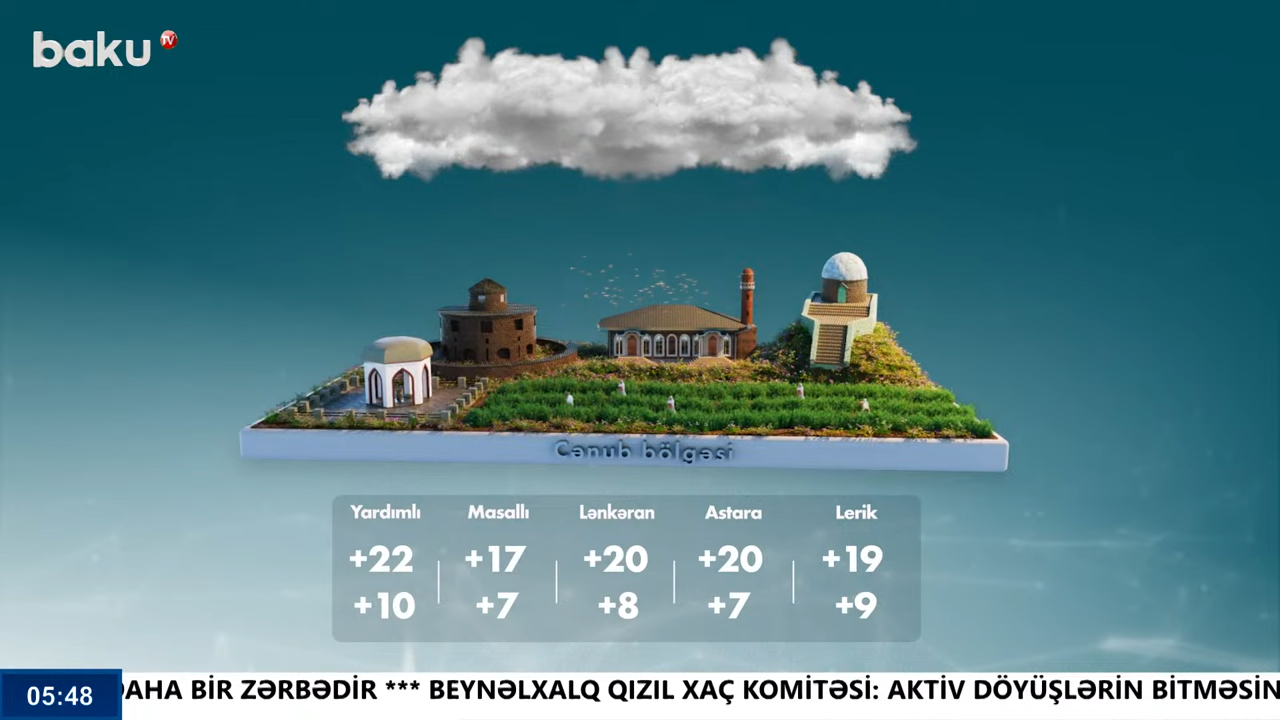 baku TV
Cənub bölgəsi
Yardımlı Masallı Lənkəran Astara Lerik
+22 +17 +20 +20 +19
+10 +7 +8 +7 +9
05:48 DAHA BİR ZƏRBƏDİR *** BEYNƏLXALQ QIZIL XAÇ KOMİTƏSİ: AKTİV DÖYÜŞLƏRİN BİTMƏSİN